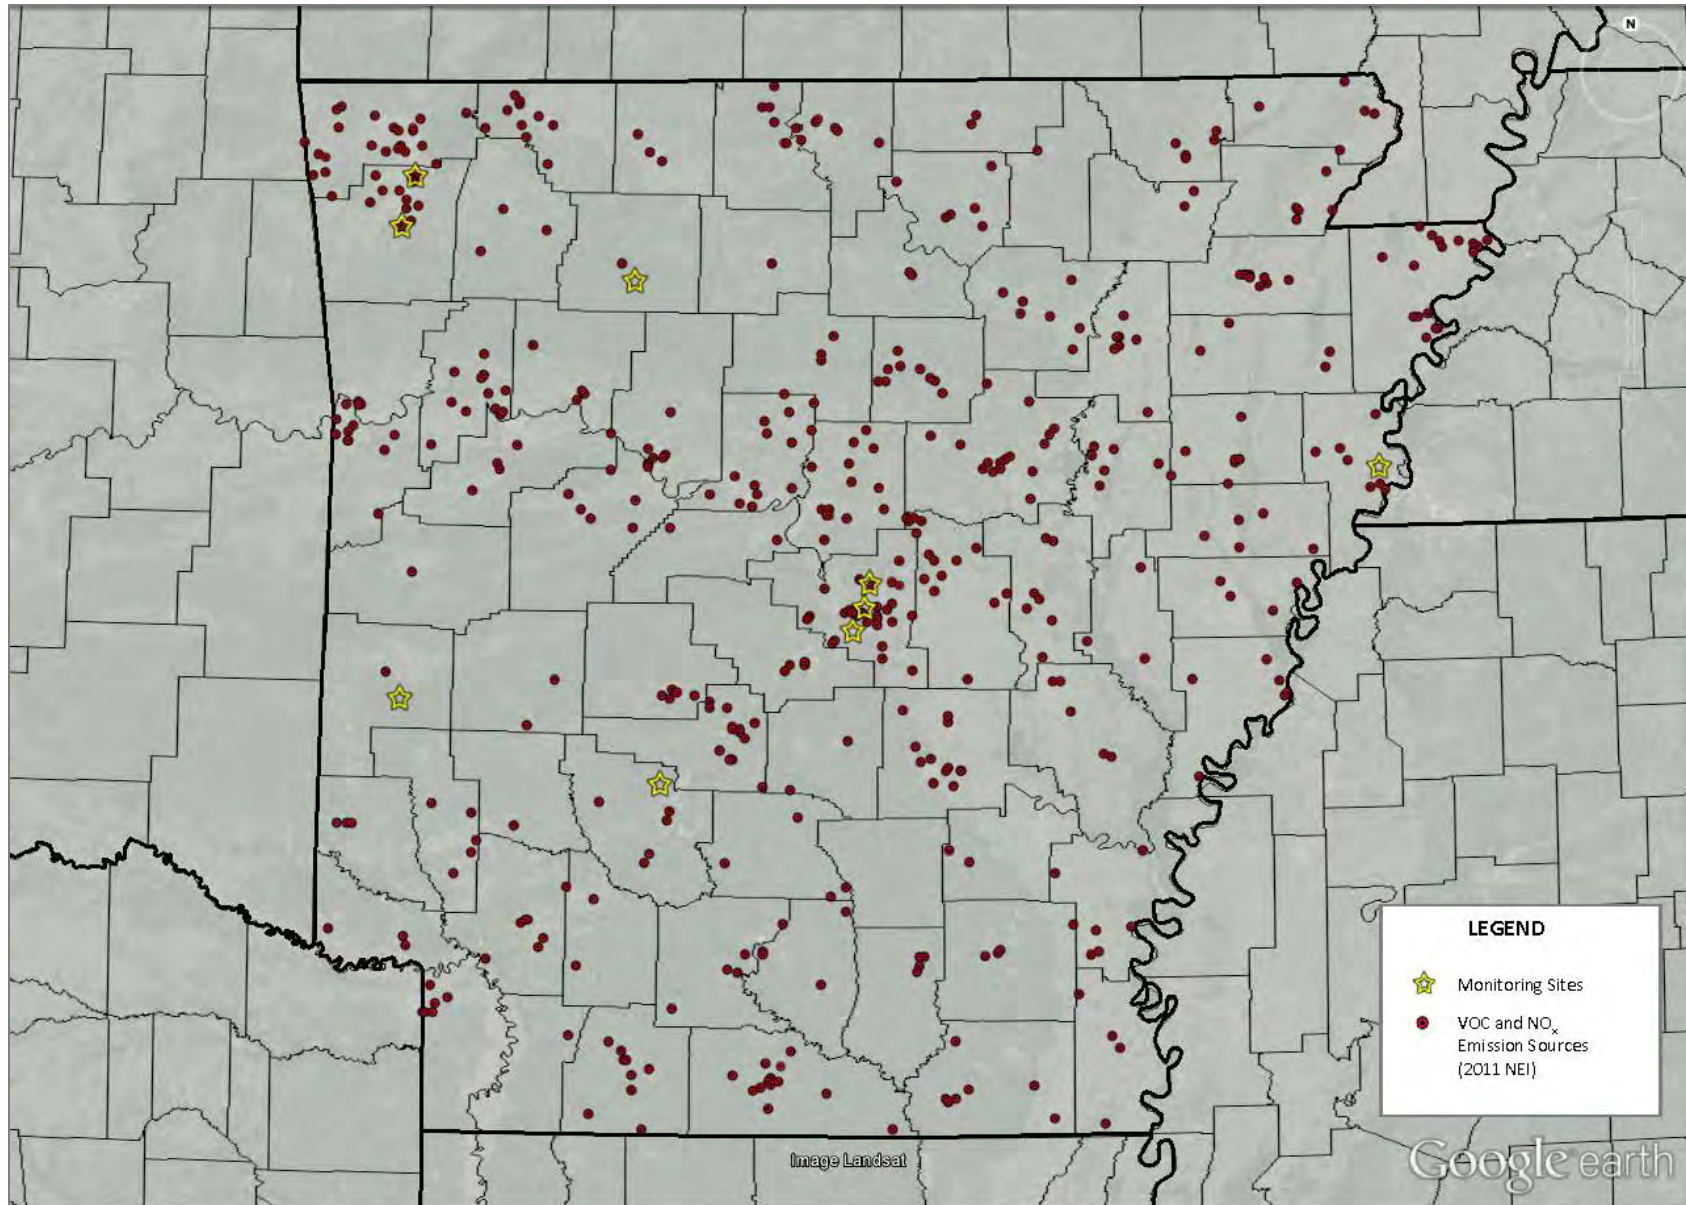 N
LEGEND
Monitoring Sites
VOC and NOx
Emission Sources
(2011 NEI)
Image Landsat
Google earth